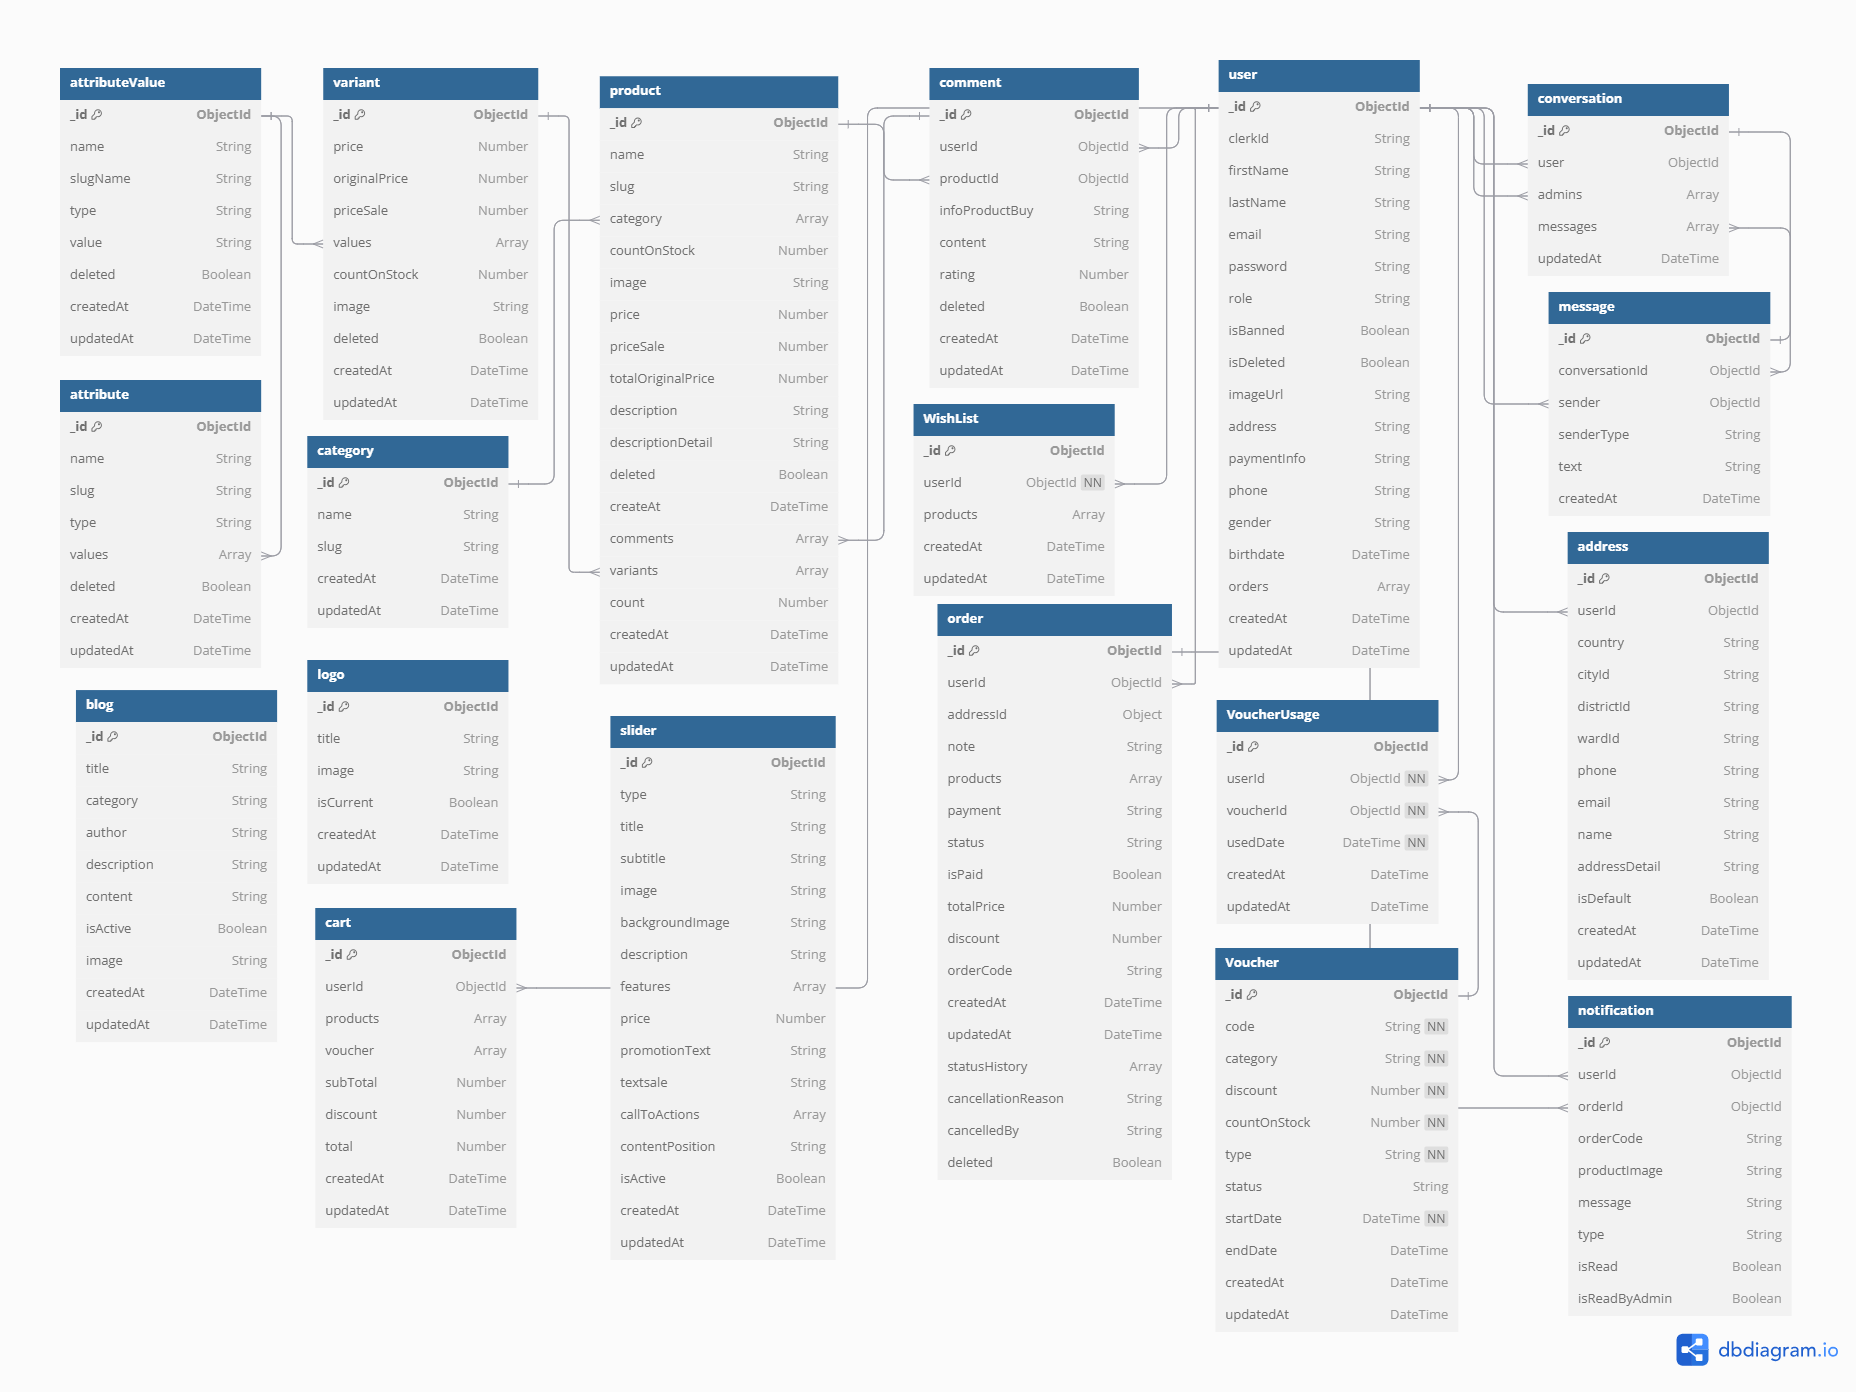 attributeValue
_id ObjectId
name String
slugName String
type String
value String
deleted Boolean
createdAt DateTime
updatedAt DateTime
attribute
_id ObjectId
name String
slug String
type String
values Array
deleted Boolean
createdAt DateTime
updatedAt DateTime
blog
_id ObjectId
title String
category String
author String
description String
content String
isActive Boolean
image String
createdAt DateTime
updatedAt DateTime
variant
_id ObjectId
price Number
originalPrice Number
priceSale Number
values Array
countOnStock Number
image String
deleted Boolean
createdAt DateTime
updatedAt DateTime
category
_id ObjectId
name String
slug String
createdAt DateTime
updatedAt DateTime
logo
_id ObjectId
title String
image String
isCurrent Boolean
createdAt DateTime
updatedAt DateTime
cart
_id ObjectId
userId ObjectId
products Array
voucher Array
subTotal Number
discount Number
total Number
createdAt DateTime
updatedAt DateTime
product
_id ObjectId
name String
slug String
category Array
countOnStock Number
image String
price Number
priceSale Number
totalOriginalPrice Number
description String
descriptionDetail String
deleted Boolean
createAt DateTime
comments Array
variants Array
count Number
createdAt DateTime
updatedAt DateTime
slider
_id ObjectId
type String
title String
subtitle String
image String
backgroundImage String
description String
features Array
price Number
promotionText String
textsale String
callToActions Array
contentPosition String
isActive Boolean
createdAt DateTime
updatedAt DateTime
comment
_id ObjectId
userId ObjectId
productId ObjectId
infoProductBuy String
content String
rating Number
deleted Boolean
createdAt DateTime
updatedAt DateTime
WishList
_id ObjectId
userId ObjectId NN
products Array
createdAt DateTime
updatedAt DateTime
order
_id ObjectId
userId ObjectId
addressId Object
note String
products Array
payment String
status String
isPaid Boolean
totalPrice Number
discount Number
orderCode String
createdAt DateTime
updatedAt DateTime
statusHistory Array
cancellationReason String
cancelledBy String
deleted Boolean
user
_id ObjectId
clerkId String
firstName String
lastName String
email String
password String
role String
isBanned Boolean
isDeleted Boolean
imageUrl String
address String
paymentInfo String
phone String
gender String
birthdate DateTime
orders Array
createdAt DateTime
updatedAt DateTime
VoucherUsage
_id ObjectId
userId ObjectId NN
voucherId ObjectId NN
usedDate DateTime NN
createdAt DateTime
updatedAt DateTime
Voucher
_id ObjectId
code String NN
category String NN
discount Number NN
countOnStock Number NN
type String NN
status String
startDate DateTime NN
endDate DateTime
createdAt DateTime
updatedAt DateTime
conversation
_id ObjectId
user ObjectId
admins Array
messages Array
updatedAt DateTime
message
_id ObjectId
conversationId ObjectId
sender ObjectId
senderType String
text String
createdAt DateTime
address
_id ObjectId
userId ObjectId
country String
cityId String
districtId String
wardId String
phone String
email String
name String
addressDetail String
isDefault Boolean
createdAt DateTime
updatedAt DateTime
notification
_id ObjectId
userId ObjectId
orderId ObjectId
orderCode String
productImage String
message String
type String
isRead Boolean
isReadByAdmin Boolean
dbdiagram.io